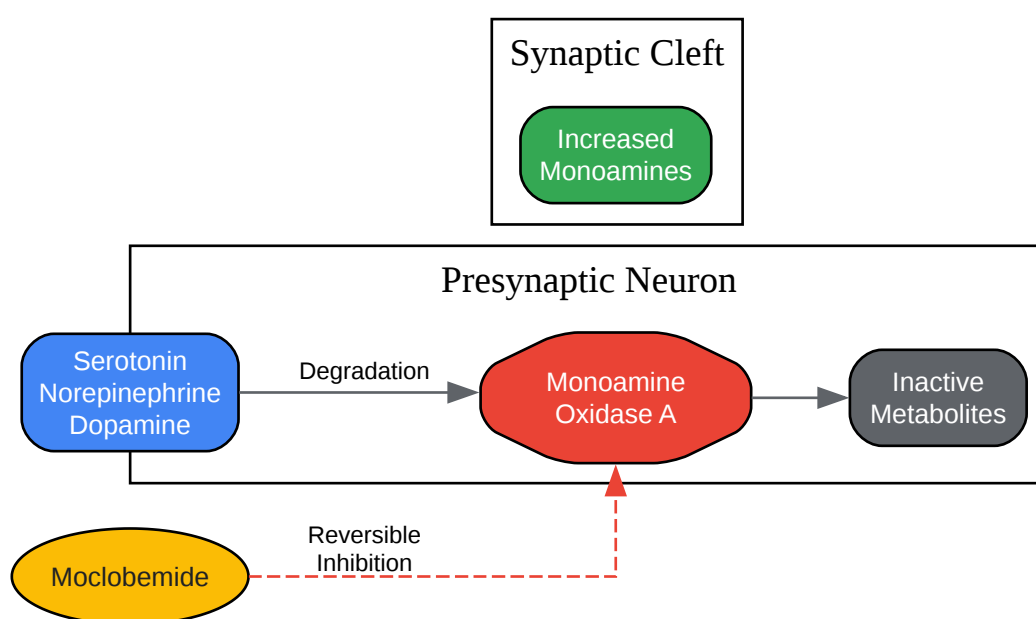 Synaptic Cleft
Increased
Monoamines
Presynaptic Neuron
Serotonin
Norepinephrine
Dopamine
Degradation
Monoamine
Oxidase A
Inactive
Metabolites
Reversible
Inhibition
Moclobemide